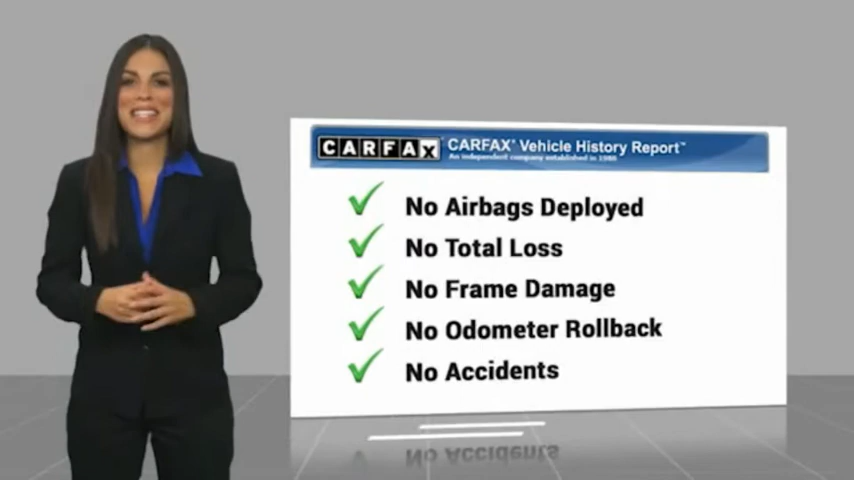 CARFAX CARFAX® Vehicle History Report™
An independent company established in 1986
No Airbags Deployed
No Total Loss
No Frame Damage
No Odometer Rollback
No Accidents
No Accidents